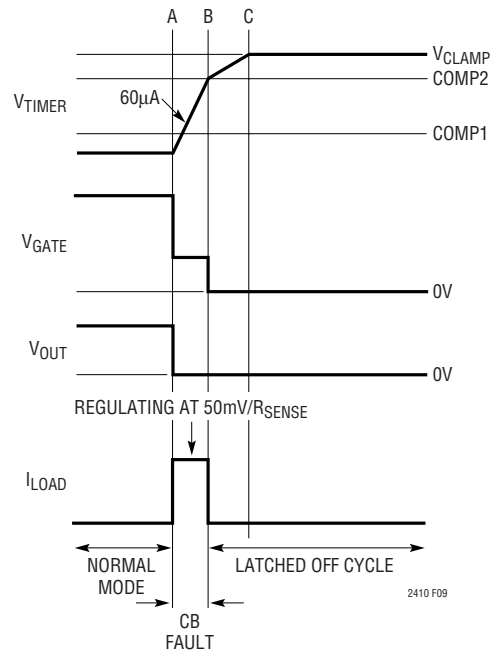 A B C
VCLAMP
COMP2
60µA
VTIMER
COMP1
VGATE
0V
VOUT
0V
REGULATING AT 50mV/RSENSE
ILOAD
NORMAL
MODE
LATCHED OFF CYCLE
2410 F09
CB
FAULT